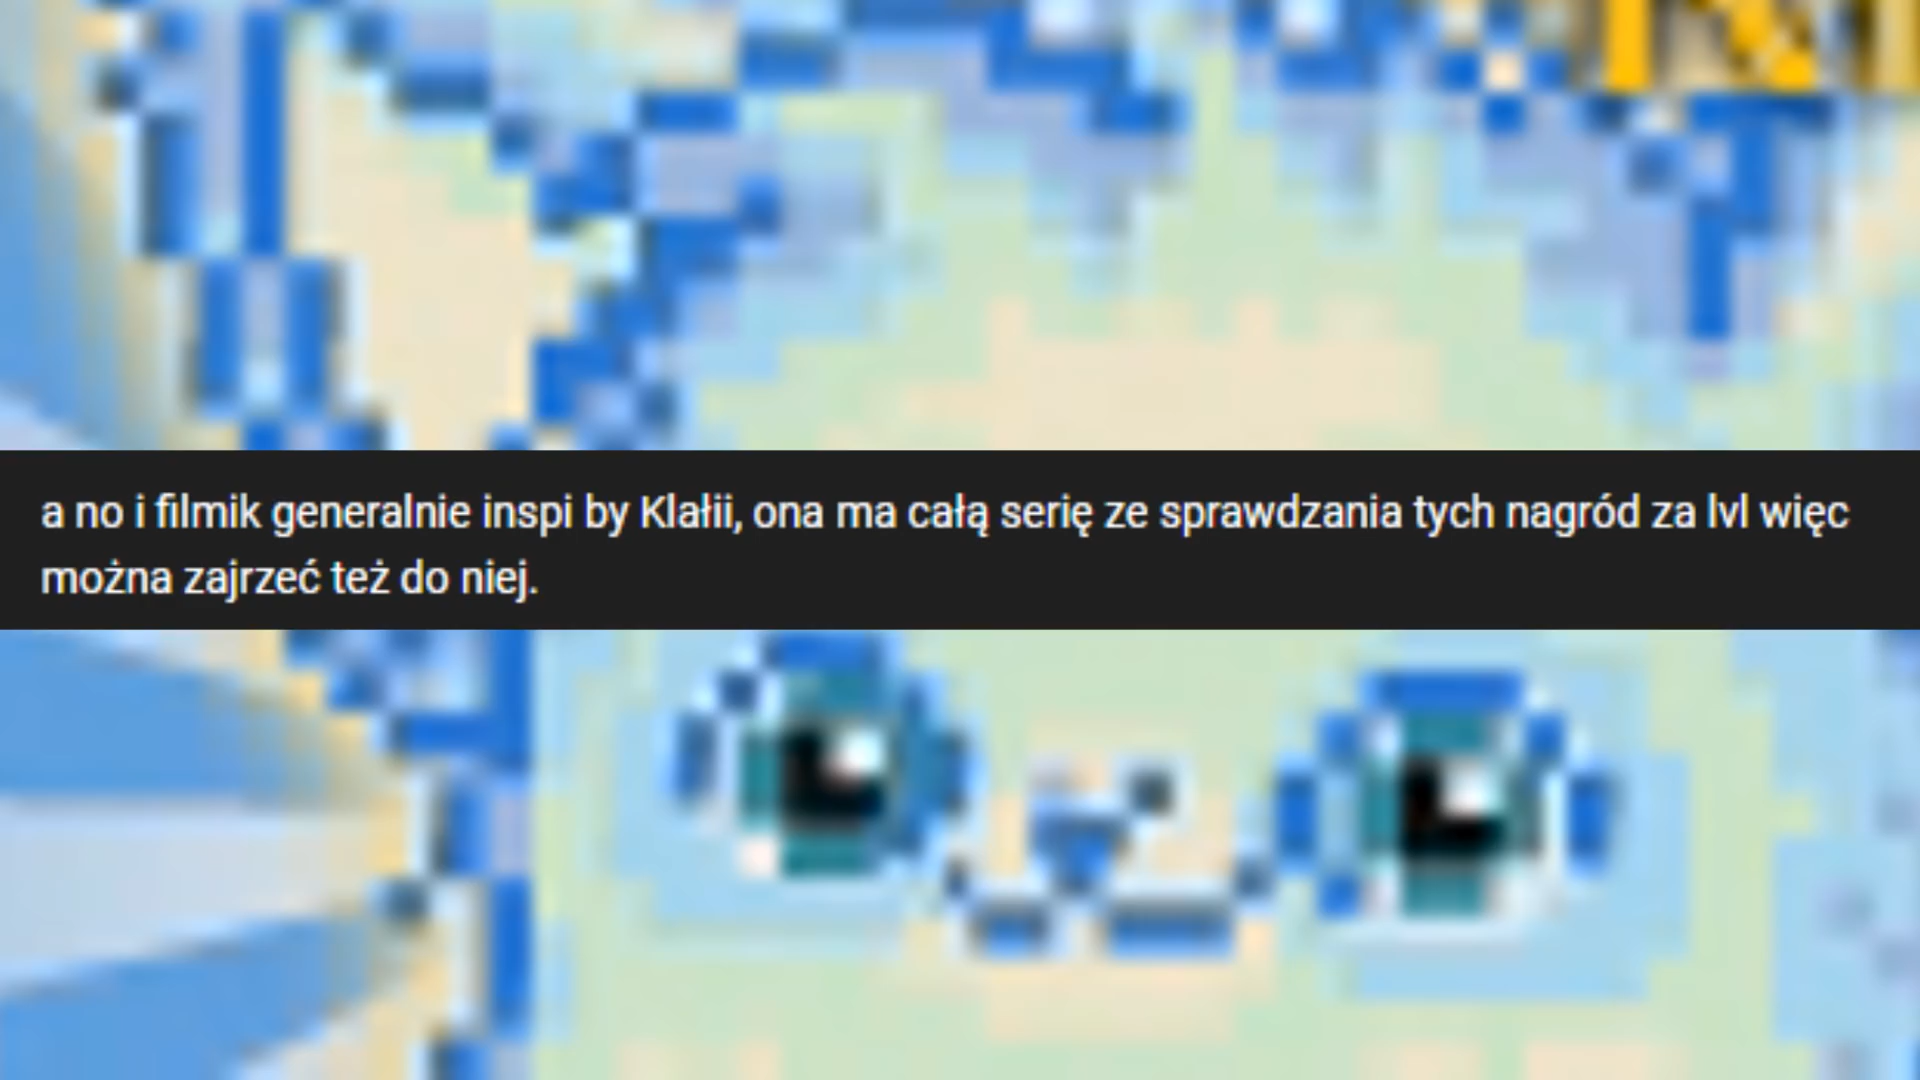 a no i filmik generalnie inspi by Klałii, ona ma całą serię ze sprawdzania tych nagród za lvl więc
można zajrzeć też do niej.